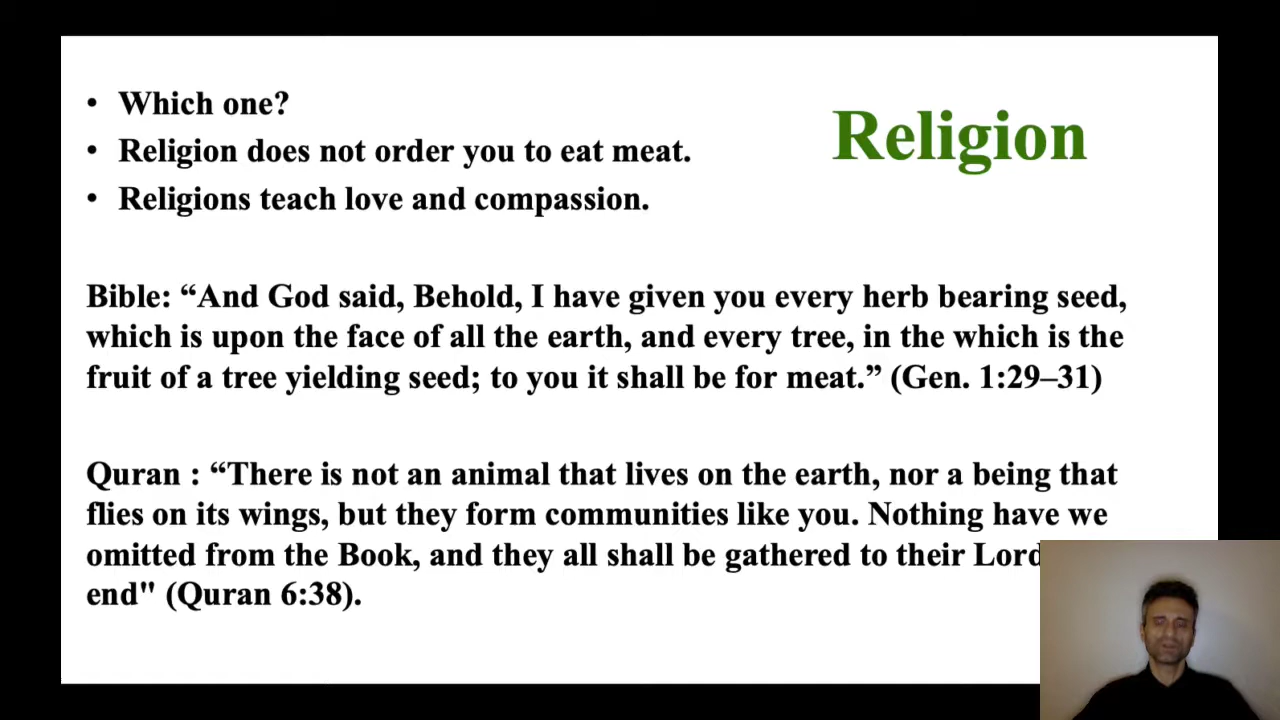 • Which one?
Religion
• Religion does not order you to eat meat.
• Religions teach love and compassion.
Bible: “And God said, Behold, I have given you every herb bearing seed,
which is upon the face of all the earth, and every tree, in the which is the
fruit of a tree yielding seed; to you it shall be for meat.” (Gen. 1:29–31)
Quran : “There is not an animal that lives on the earth, nor a being that
flies on its wings, but they form communities like you. Nothing have we
omitted from the Book, and they all shall be gathered to their Lord
end" (Quran 6:38).